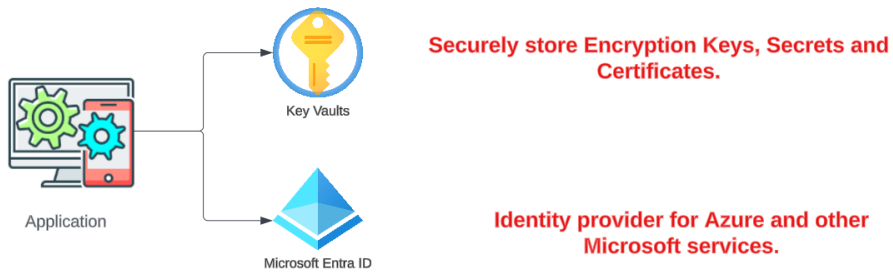 Securely store Encryption Keys, Secrets and
Certificates.
Key Vaults
Application
Identity provider for Azure and other
Microsoft services.
Microsoft Entra ID